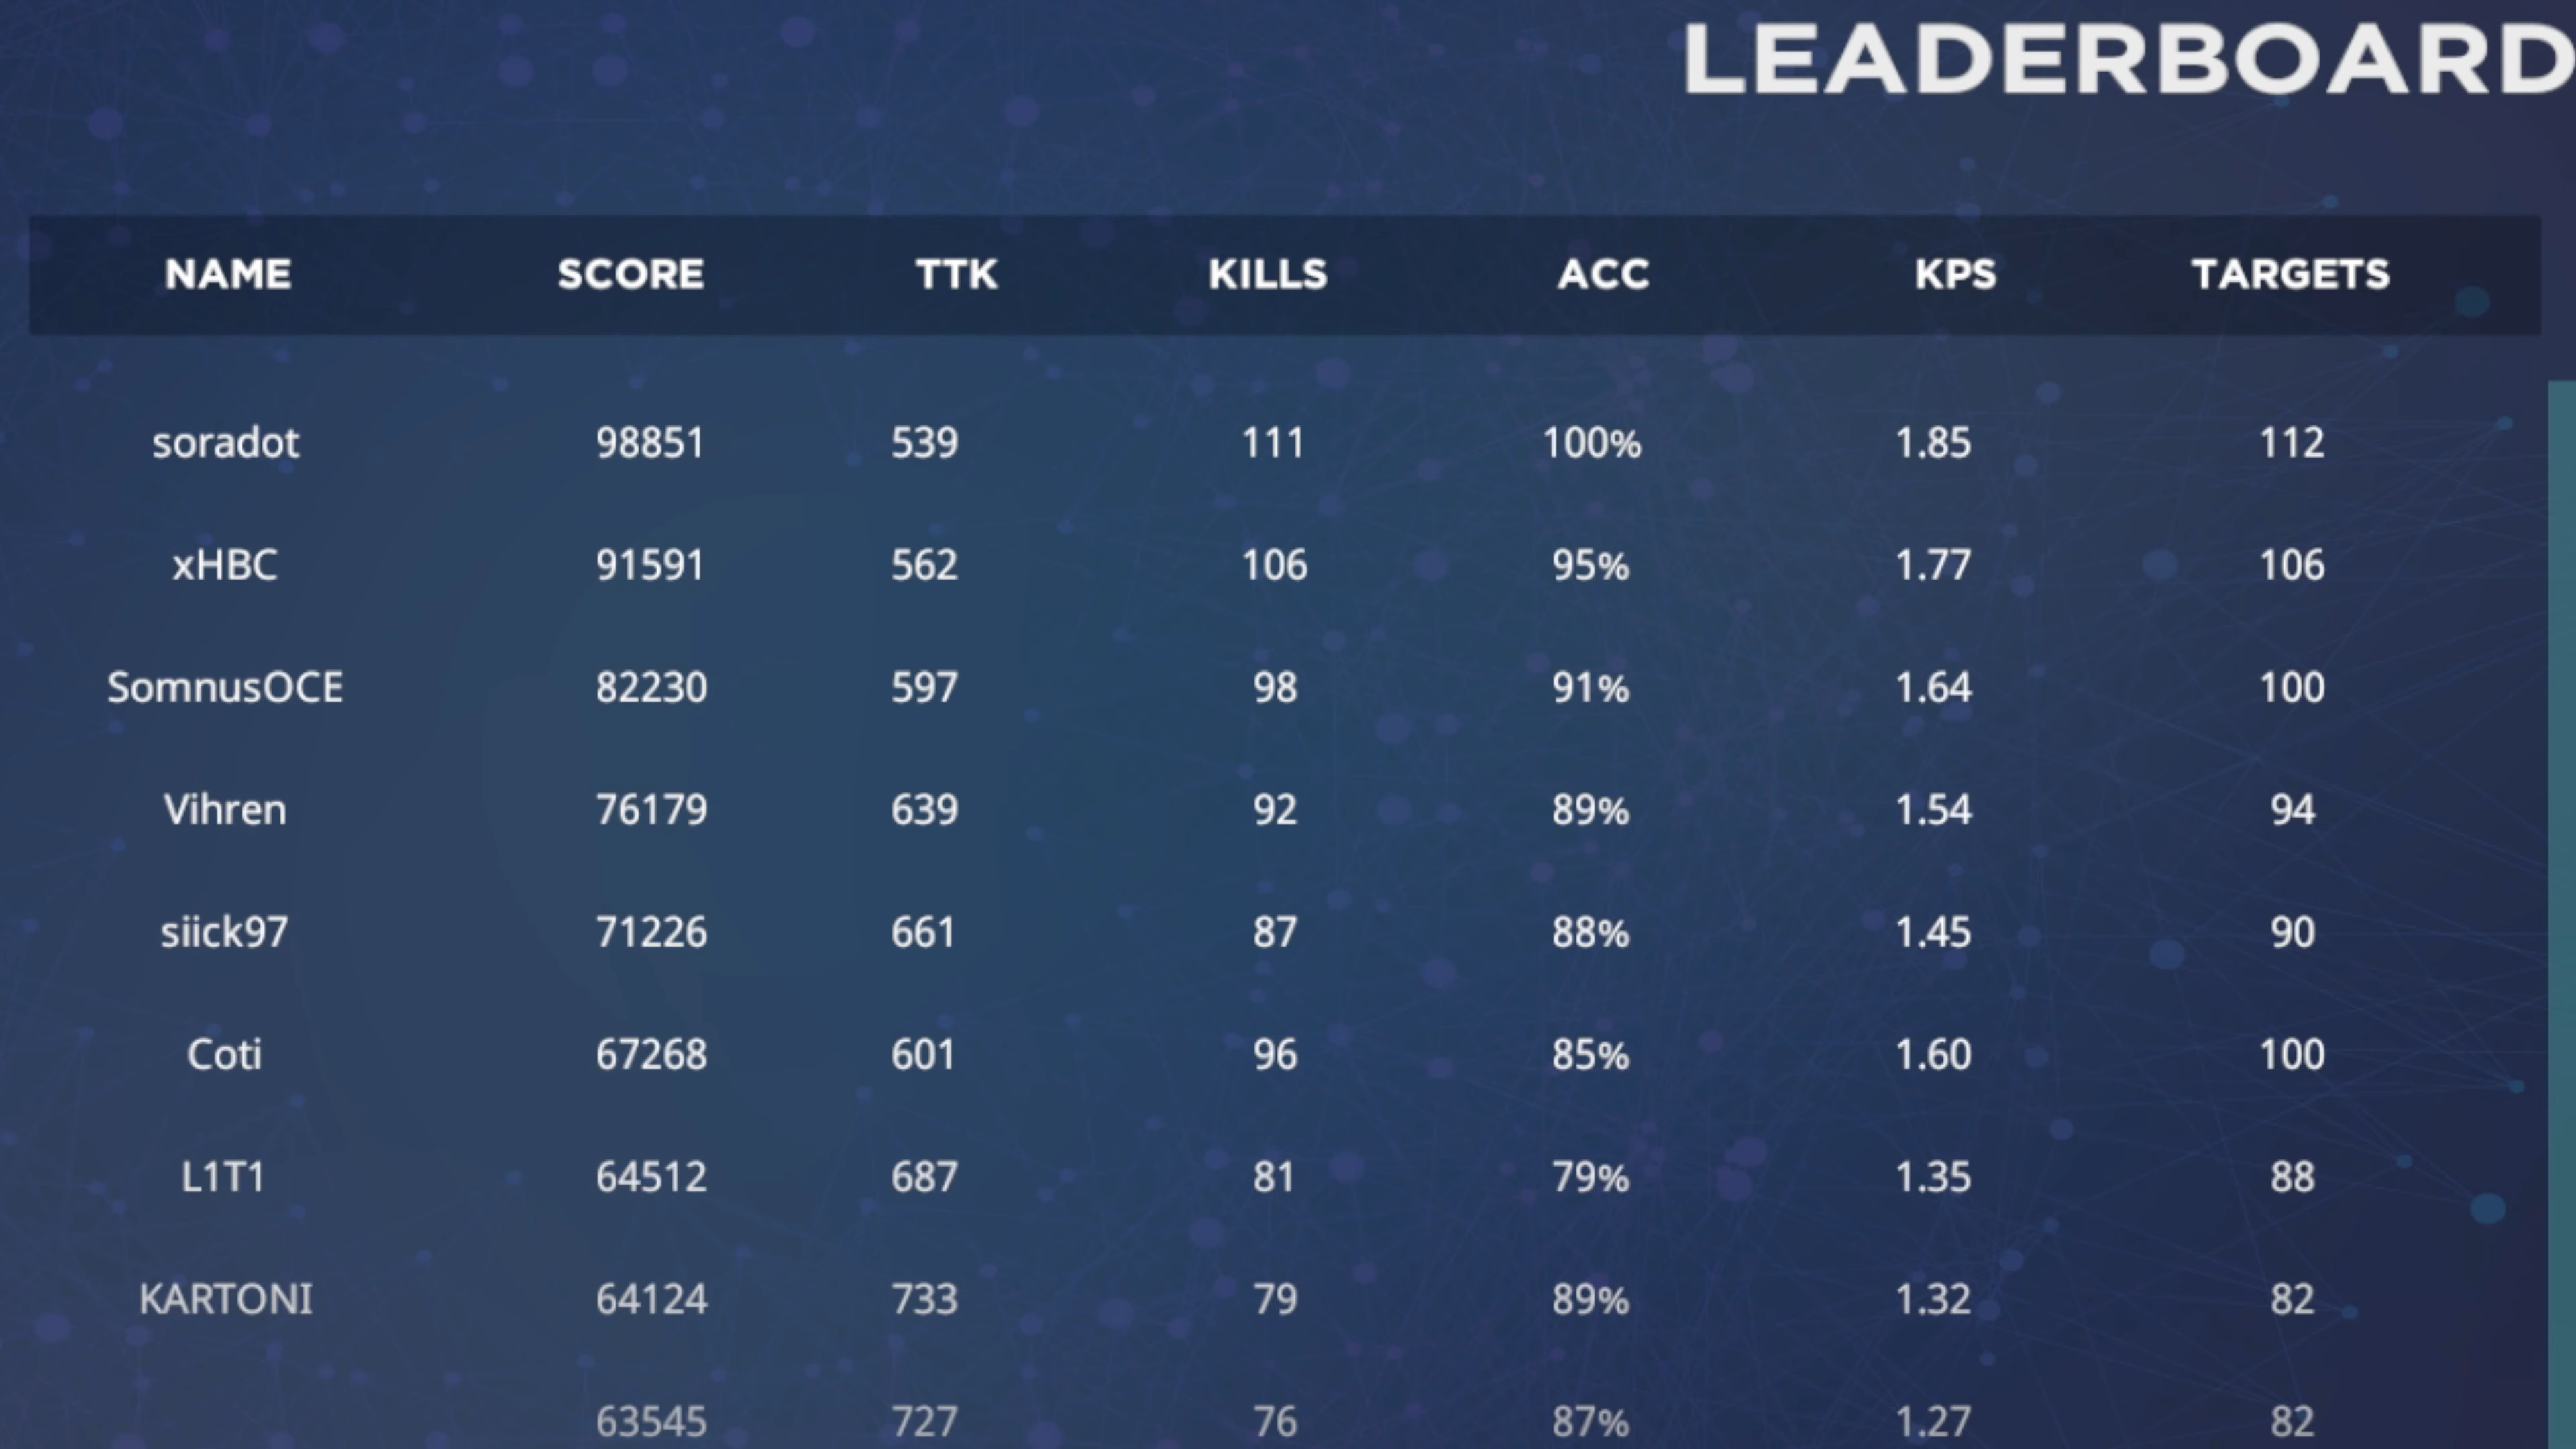 LEADERBOARD
NAME SCORE TTK KILLS ACC KPS TARGETS
soradot 98851 539 111 100% 1.85 112
xHBC 91591 562 106 95% 1.77 106
SomnusOCE 82230 597 98 91% 1.64 100
Vihren 76179 639 92 89% 1.54 94
siick97 71226 661 87 88% 1.45 90
Coti 67268 601 96 85% 1.60 100
L1T1 64512 687 81 79% 1.35 88
KARTONI 64124 733 79 89% 1.32 82
63545 727 76 87% 1.27 82